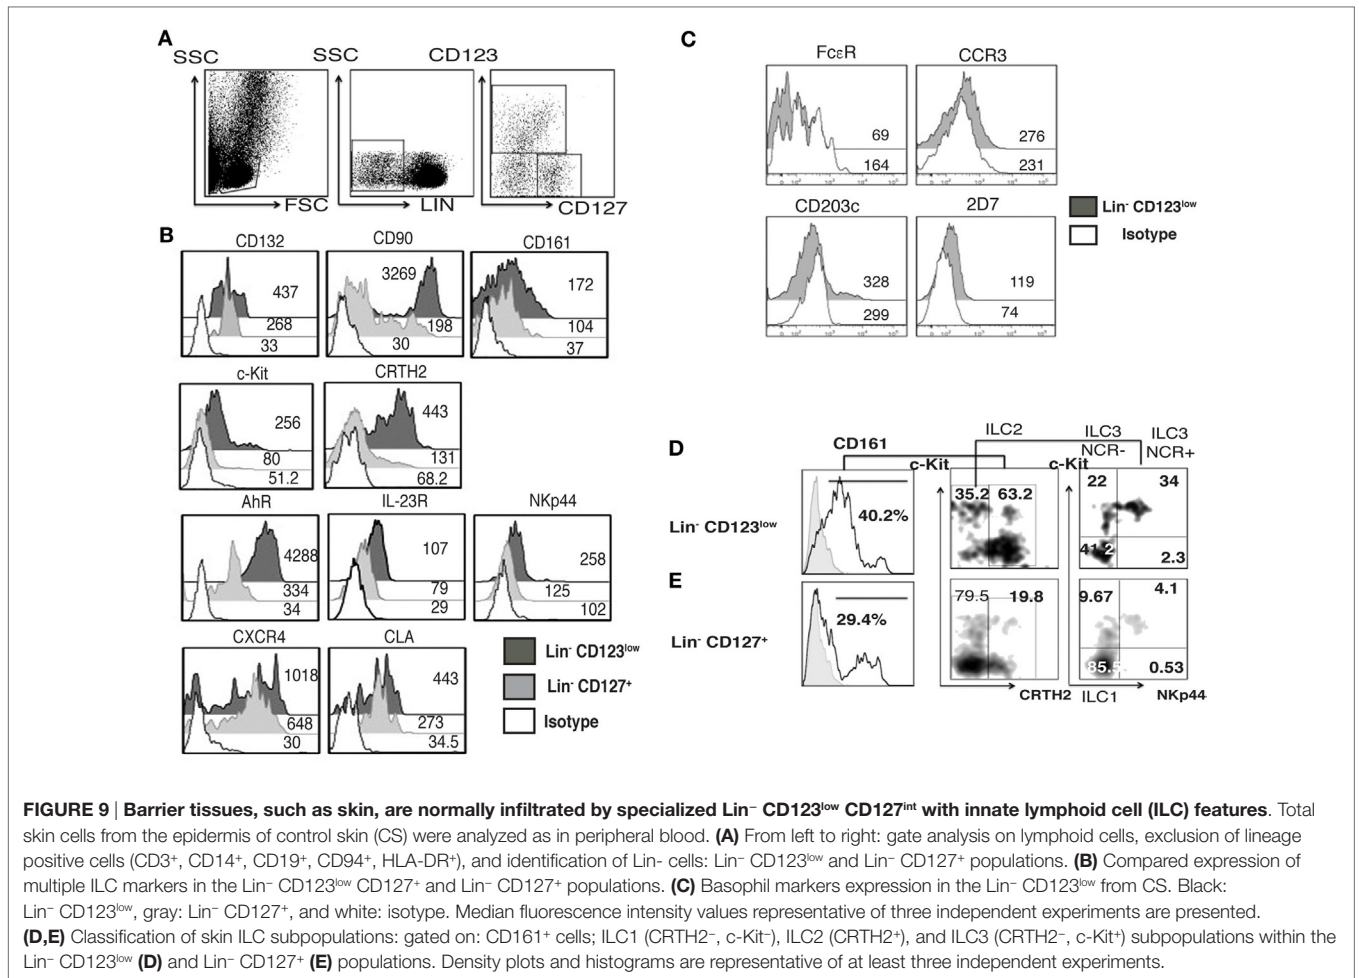 A
SSC
SSC
CD123
FSC
LIN
CD127
B
CD132
CD90
CD161
437
268
33
3269
198
30
172
104
37
c-Kit
CRTH2
256
80
51.2
443
131
68.2
AhR
IL-23R
NKp44
4288
334
34
107
79
29
258
125
102
CXCR4
CLA
1018
648
30
443
273
34.5
Lin⁻ CD123ˡᵒʷ
Lin⁻ CD127⁺
Isotype
C
FcεR
CCR3
69
164
276
231
CD203c
2D7
328
299
119
74
Lin⁻ CD123ˡᵒʷ
Isotype
D
CD161
ILC2
ILC3
NCR-
ILC3
NCR+
c-Kit
c-Kit
Lin⁻ CD123ˡᵒʷ
40.2%
35.2
63.2
22
34
41.2
2.3
E
Lin⁻ CD127⁺
29.4%
79.5
19.8
9.67
4.1
85.5
0.53
CRTH2
ILC1
NKp44
FIGURE 9 | Barrier tissues, such as skin, are normally infiltrated by specialized Lin⁻ CD123ˡᵒʷ CD127ⁱⁿᵗ with innate lymphoid cell (ILC) features. Total
skin cells from the epidermis of control skin (CS) were analyzed as in peripheral blood. (A) From left to right: gate analysis on lymphoid cells, exclusion of lineage
positive cells (CD3⁺, CD14⁺, CD19⁺, CD94⁺, HLA-DR⁺), and identification of Lin- cells: Lin⁻ CD123ˡᵒʷ and Lin⁻ CD127⁺ populations. (B) Compared expression of
multiple ILC markers in the Lin⁻ CD123ˡᵒʷ CD127⁺ and Lin⁻ CD127⁺ populations. (C) Basophil markers expression in the Lin⁻ CD123ˡᵒʷ from CS. Black:
Lin⁻ CD123ˡᵒʷ, gray: Lin⁻ CD127⁺, and white: isotype. Median fluorescence intensity values representative of three independent experiments are presented.
(D,E) Classification of skin ILC subpopulations: gated on: CD161⁺ cells; ILC1 (CRTH2⁻, c-Kit⁻), ILC2 (CRTH2⁺), and ILC3 (CRTH2⁻, c-Kit⁺) subpopulations within the
Lin⁻ CD123ˡᵒʷ (D) and Lin⁻ CD127⁺ (E) populations. Density plots and histograms are representative of at least three independent experiments.